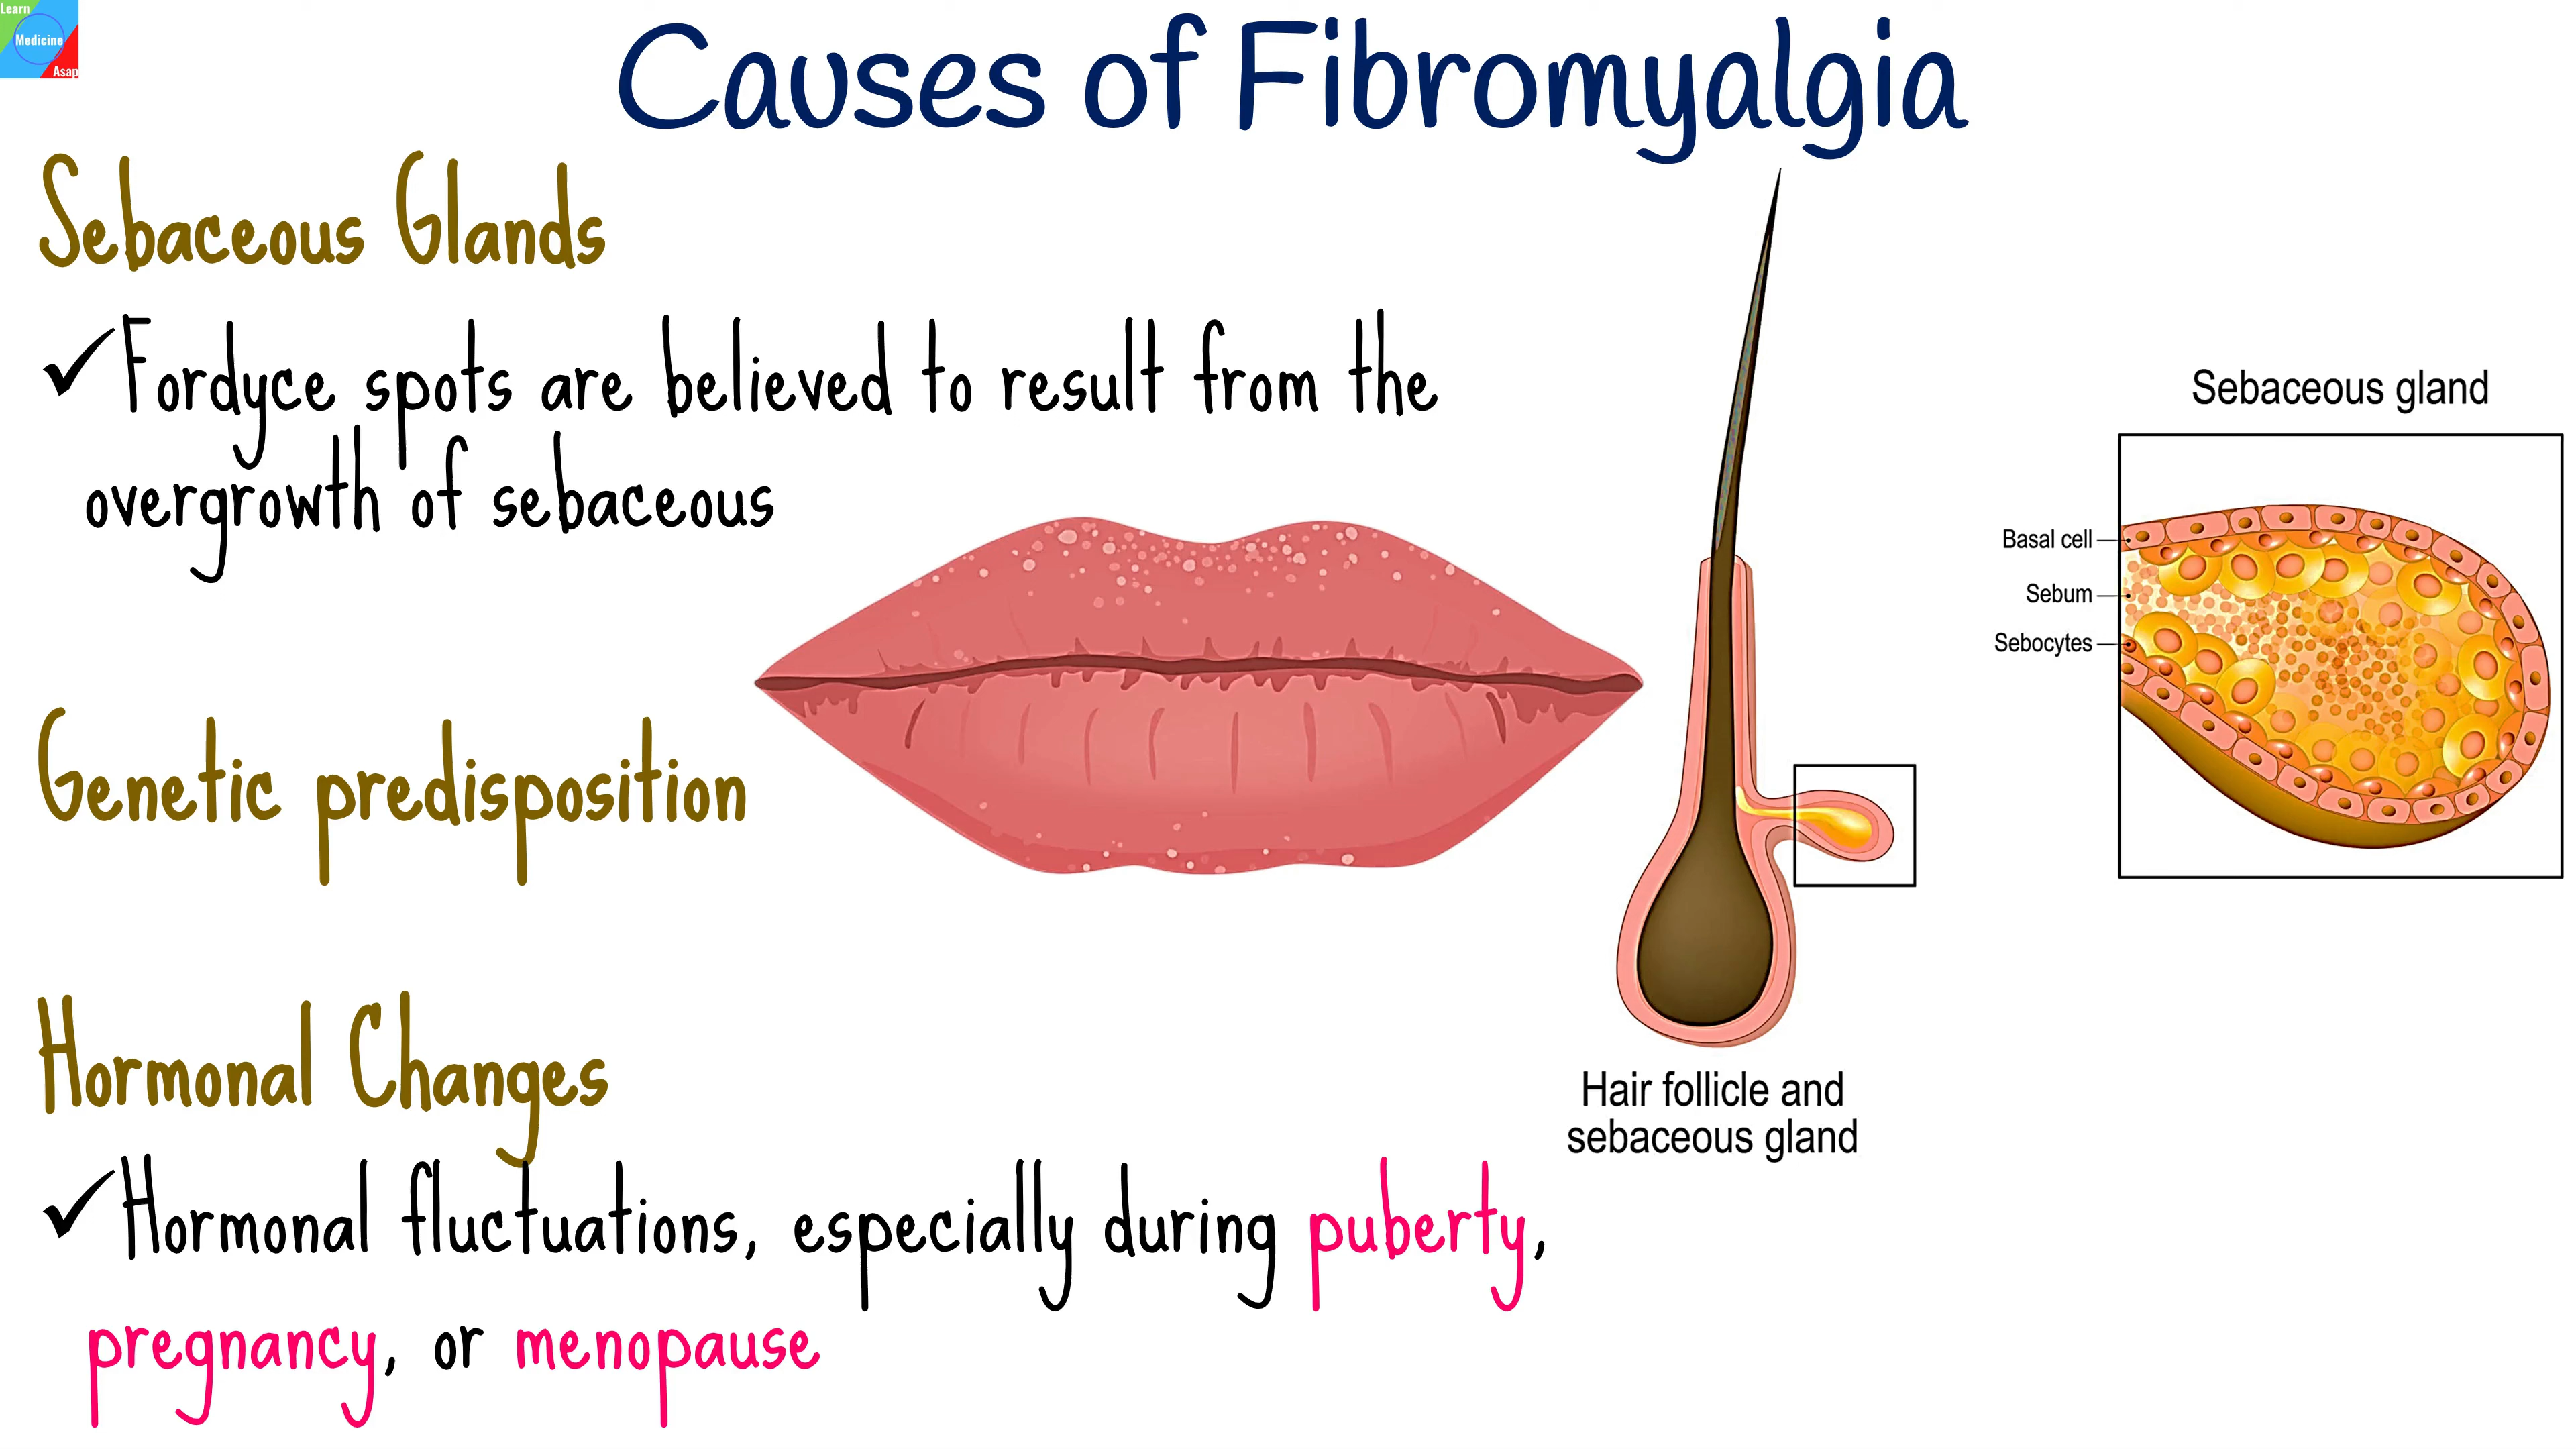 Learn
Medicine
Asap
Causes of Fibromyalgia
Sebaceous Glands
✓Fordyce spots are believed to result from the
overgrowth of sebaceous
Sebaceous gland
Basal cell
Sebum
Sebocytes
Genetic predisposition
Hormonal Changes
Hair follicle and
sebaceous gland
✓Hormonal fluctuations, especially during puberty,
pregnancy, or menopause